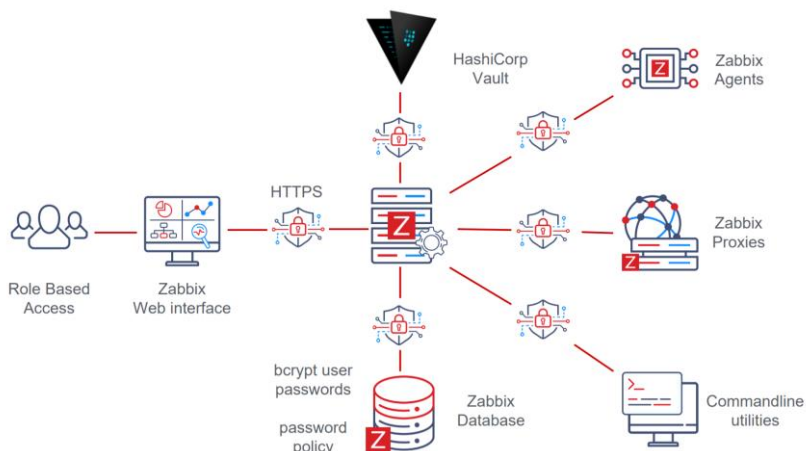 HashiCorp
Vault
Zabbix
Agents
HTTPS
Z
Z
Role Based
Access
Zabbix
Web interface
Zabbix
Proxies
Z
bcrypt user
passwords
password
policy
Z
Zabbix
Database
>_
Commandline
utilities